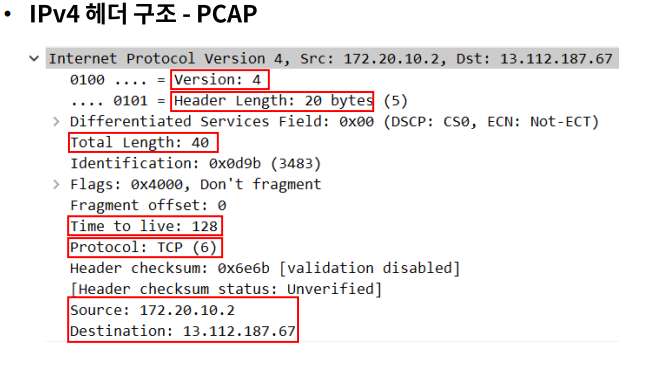 • IPv4 헤더 구조 - PCAP
Internet Protocol Version 4, Src: 172.20.10.2, Dst: 13.112.187.67
0100 .... = Version: 4
.... 0101 = Header Length: 20 bytes (5)
Differentiated Services Field: 0x00 (DSCP: CS0, ECN: Not-ECT)
Total Length: 40
Identification: 0x0d9b (3483)
Flags: 0x4000, Don't fragment
Fragment offset: 0
Time to live: 128
Protocol: TCP (6)
Header checksum: 0x6e6b [validation disabled]
[Header checksum status: Unverified]
Source: 172.20.10.2
Destination: 13.112.187.67